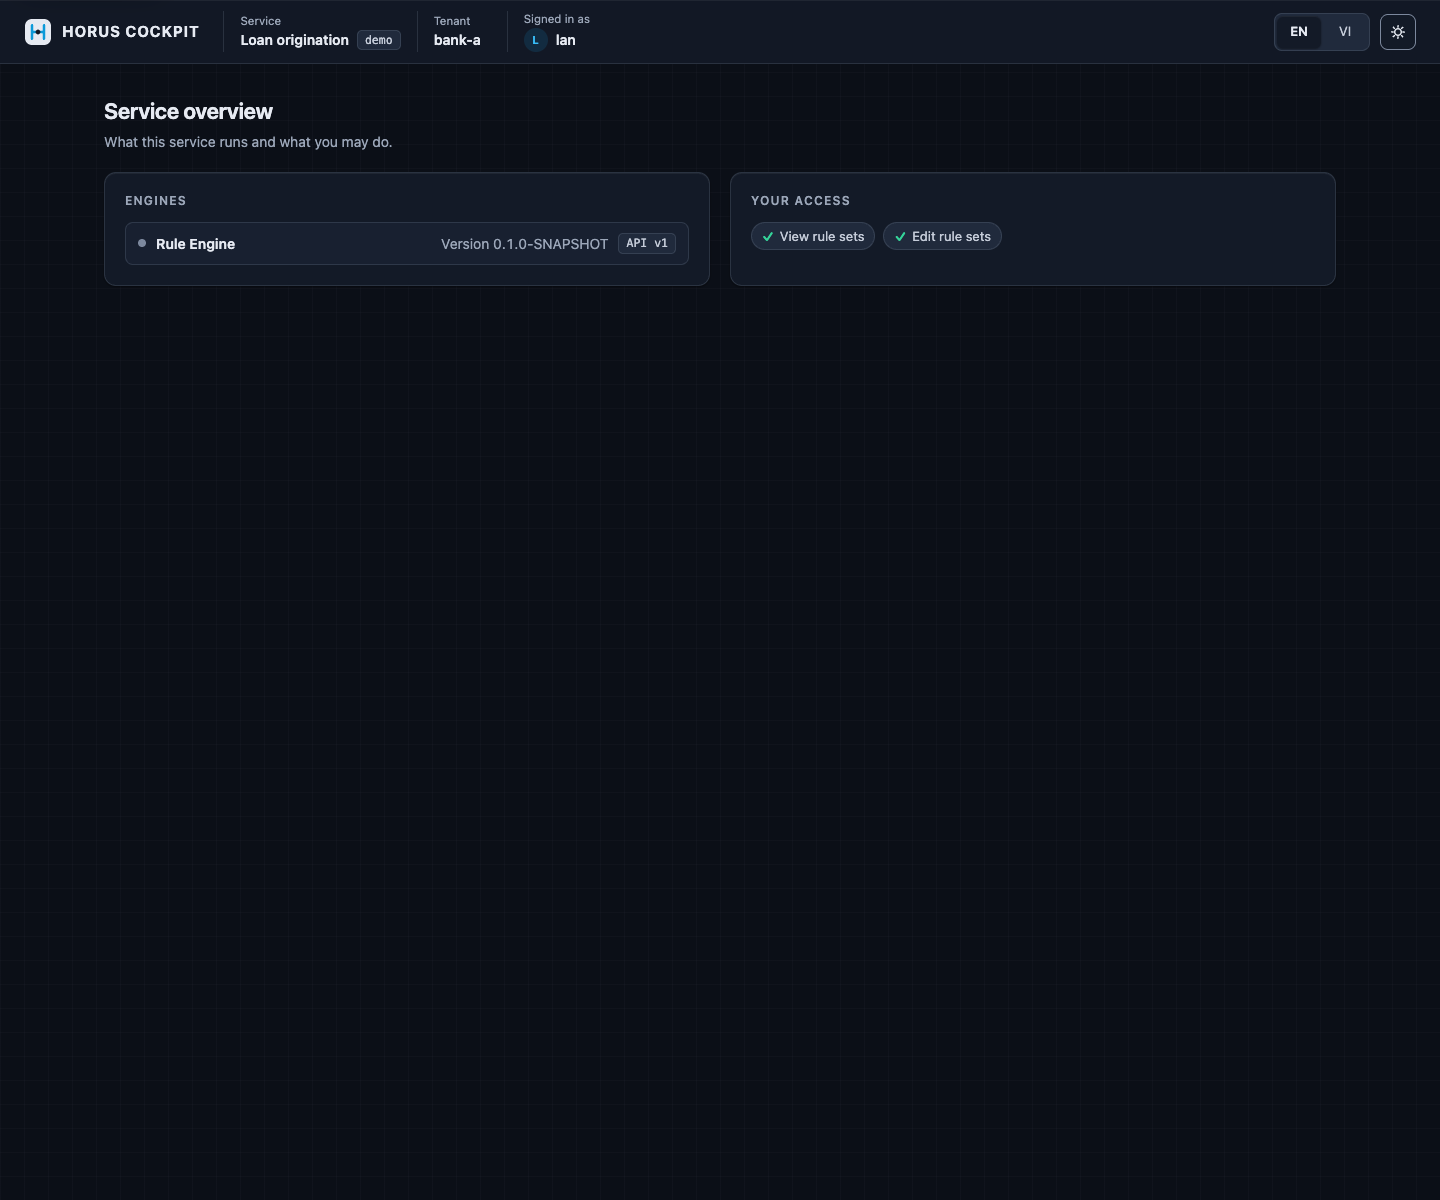 HORUS COCKPIT
Service
Loan origination demo
Tenant
bank-a
Signed in as
L lan
EN VI
Service overview
What this service runs and what you may do.
ENGINES
Rule Engine Version 0.1.0-SNAPSHOT API v1
YOUR ACCESS
View rule sets Edit rule sets